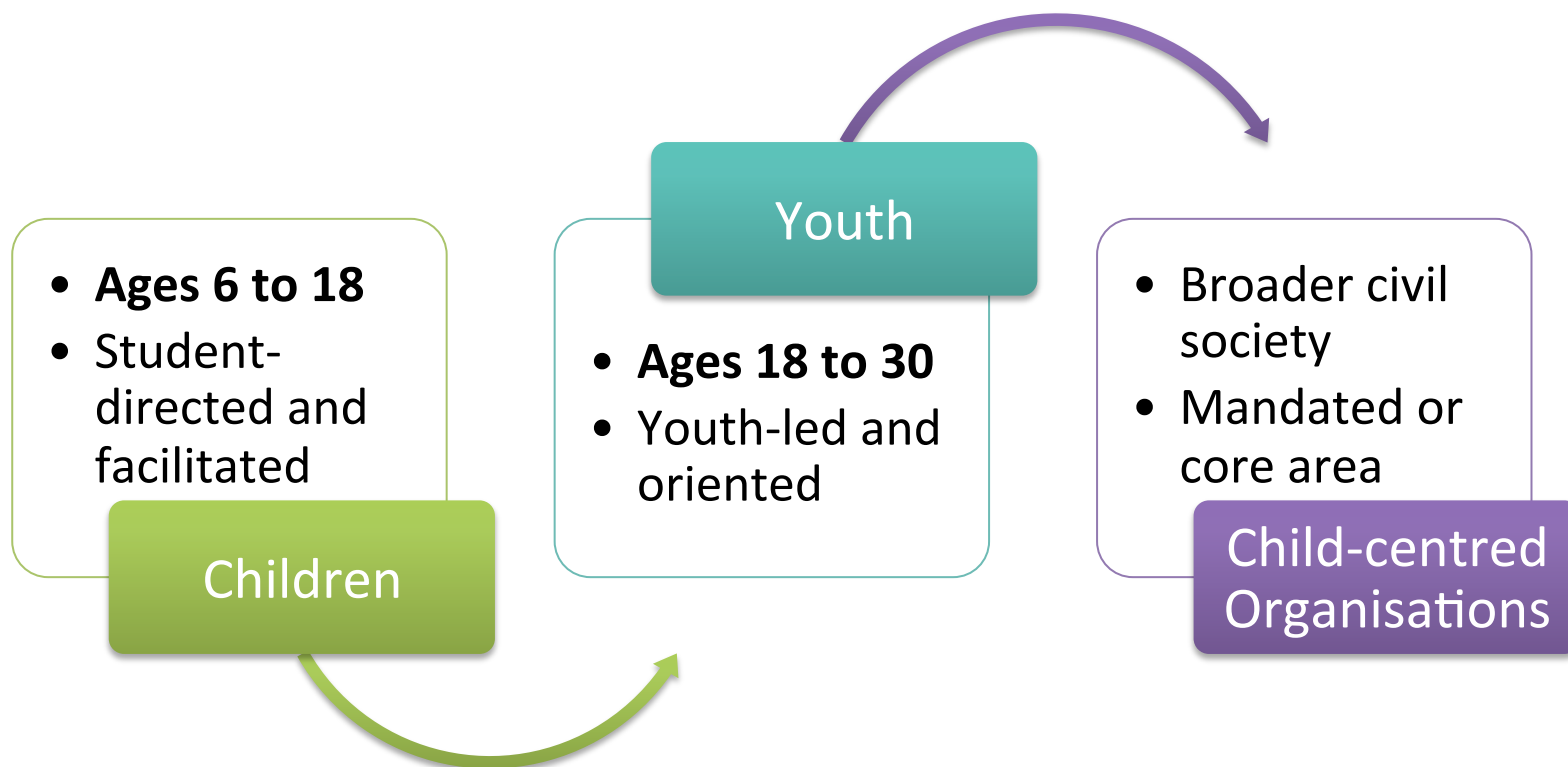 • Ages 6 to 18
• Student-
directed and
facilitated
Children
Youth
• Ages 18 to 30
• Youth-led and
oriented
• Broader civil
society
• Mandated or
core area
Child-centred
Organisations